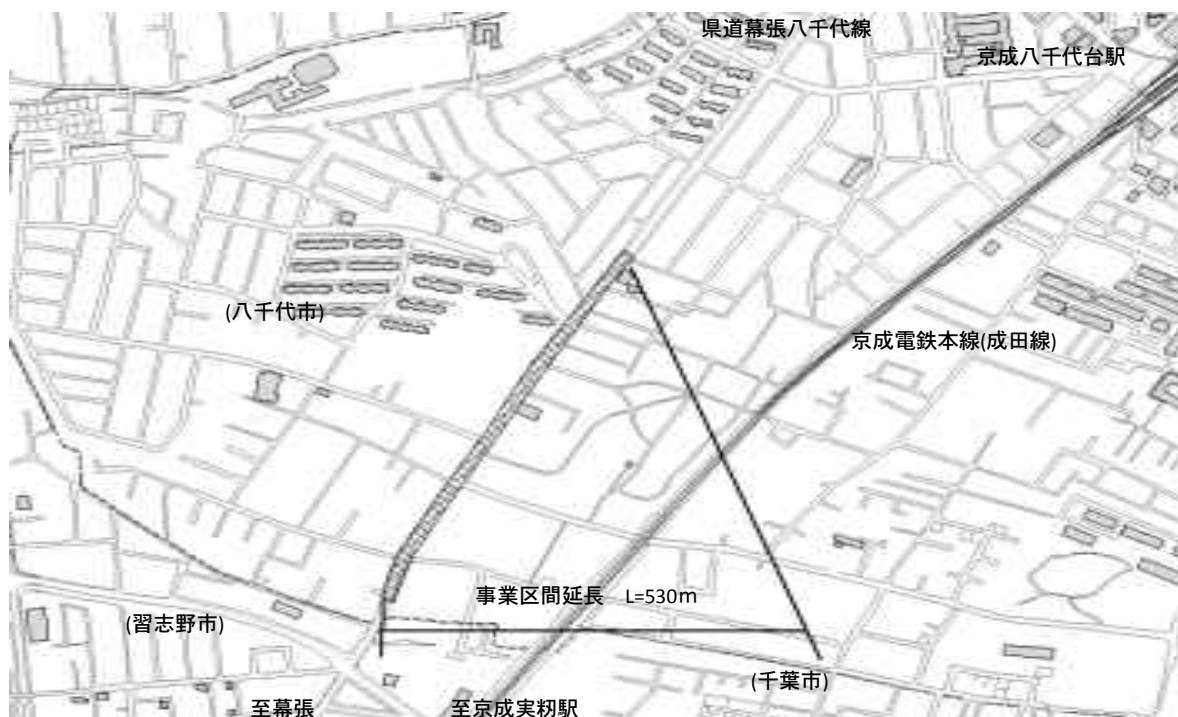 県道幕張八千代線
京成八千代台駅
(八千代市)
京成電鉄本線(成田線)
事業区間延長 L=530m
(習志野市)
(千葉市)
至幕張
至京成実籾駅